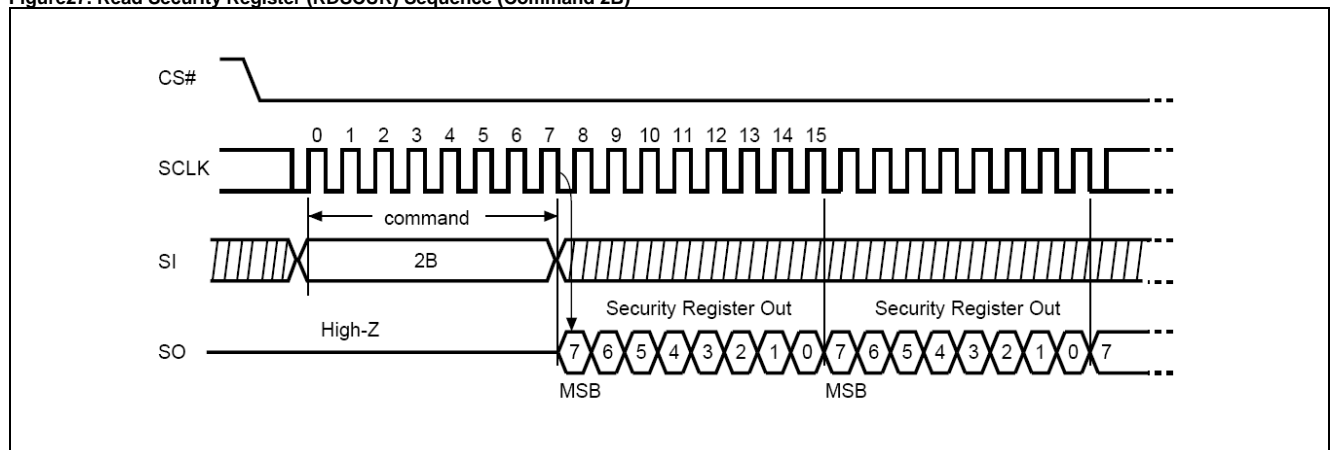 Figure27. Read Security Register (RDSCUR) Sequence (Command 2B)
CS#
0 1 2 3 4 5 6 7 8 9 10 11 12 13 14 15
SCLK
command
SI
2B
Security Register Out Security Register Out
High-Z
SO
7 6 5 4 3 2 1 0 7 6 5 4 3 2 1 0 7
MSB MSB